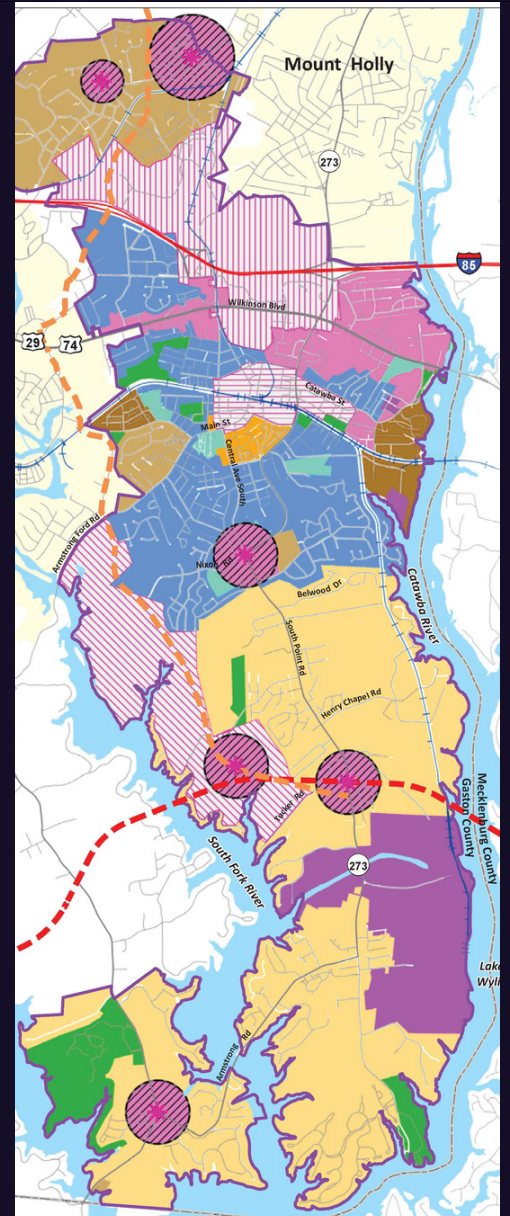 Mount Holly
273
85
Wilkinson Blvd
29
74
Catawba St
Main St
Central Ave South
Armstrong Ford Rd
Nixon Rd
Belwood Dr
Catawba River
South Point Rd
Henry Chapel Rd
Tucker Rd
Mecklenburg County
Gaston County
South Fork River
273
Lake
Armstrong Rd